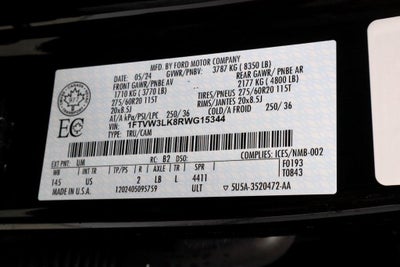 MFD. BY FORD MOTOR COMPANY
05/24 GVWR/PNBV: 3787 KG (8350 LB)
FRONT GAWR/ PNBE AV REAR GAWR/ PNBE AR
1710 KG (3770 LB) 2177 KG (4800 LB)
275/60R20 115T TIRES/PNEUS 275/60R20 115T
20x8.5J RIMS/JANTES 20x8.5J
AT/A kPa/PSI/LPC 250/ 36 COLD/A FROID 250/ 36
VIN: 1FTVW3LK8RWG15344
TYPE: TRU/CAM
EC
EXT PNT: UM RC: B2 DSO: COMPLIES: ICES/NMB-002
WB INT TR TR AXLE SPR F0193
145 US 2 LB L 4411 T0843
MADE IN U.S.A. 1202405095759 ULT 5U5A-3520472-AA